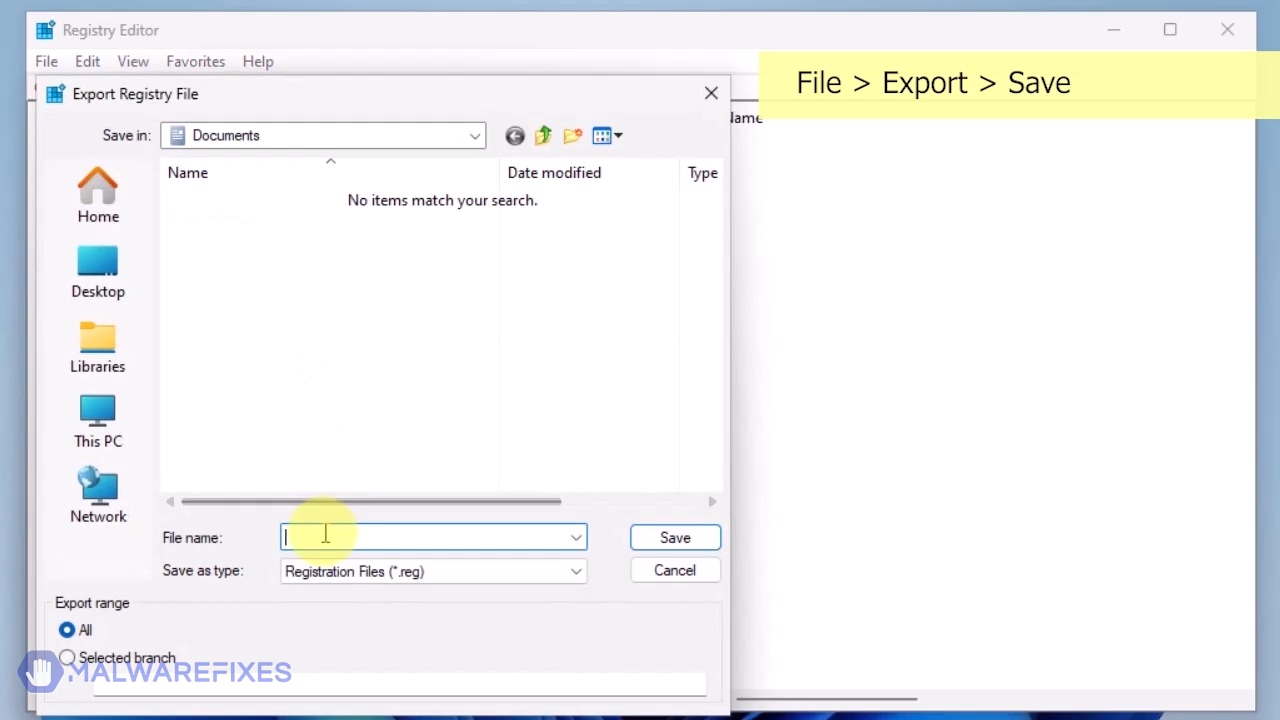 Registry Editor
File Edit View Favorites Help
File > Export > Save
Export Registry File
Name
Save in: Documents
Name Date modified Type
No items match your search.
Home
Desktop
Libraries
This PC
Network
File name: Save
Save as type: Registration Files (*.reg) Cancel
Export range
All
Selected branch
MALWAREFIXES